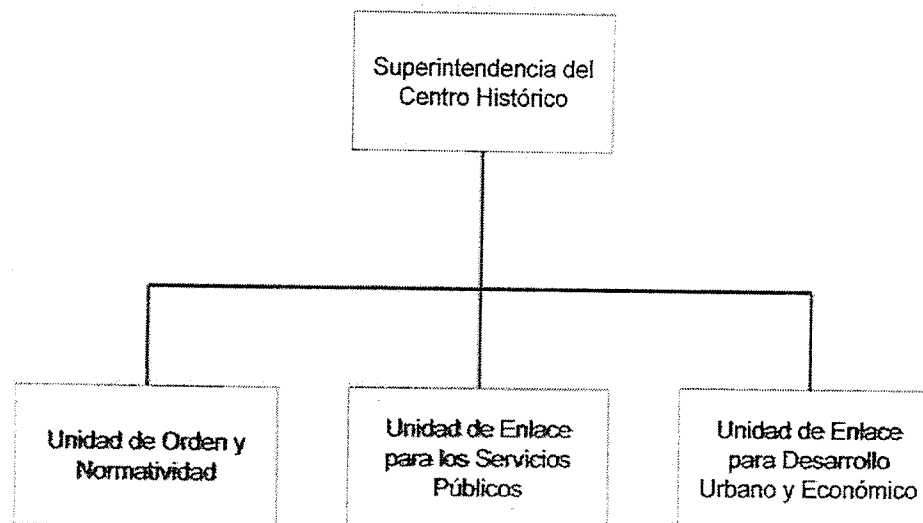 Superintendencia del
Centro Histórico
Unidad de Orden y
Normatividad
Unidad de Enlace
para los Servicios
Públicos
Unidad de Enlace
para Desarrollo
Urbano y Económico